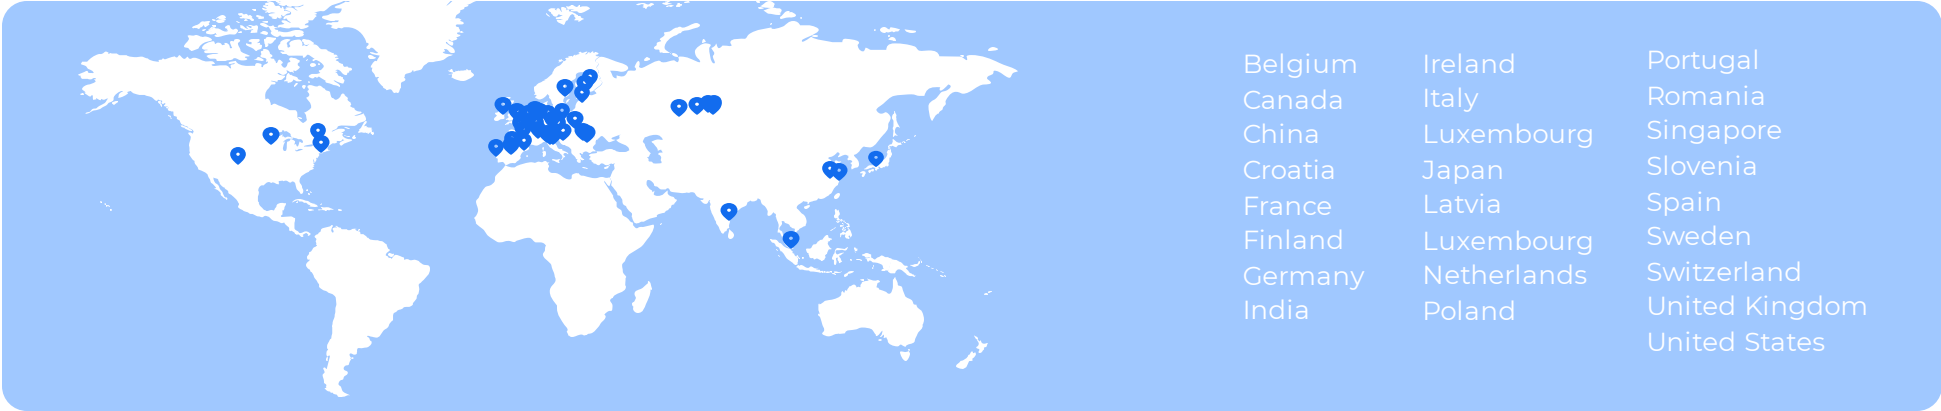 Belgium
Canada
China
Croatia
France
Finland
Germany
India
Ireland
Italy
Luxembourg
Japan
Latvia
Luxembourg
Netherlands
Poland
Portugal
Romania
Singapore
Slovenia
Spain
Sweden
Switzerland
United Kingdom
United States